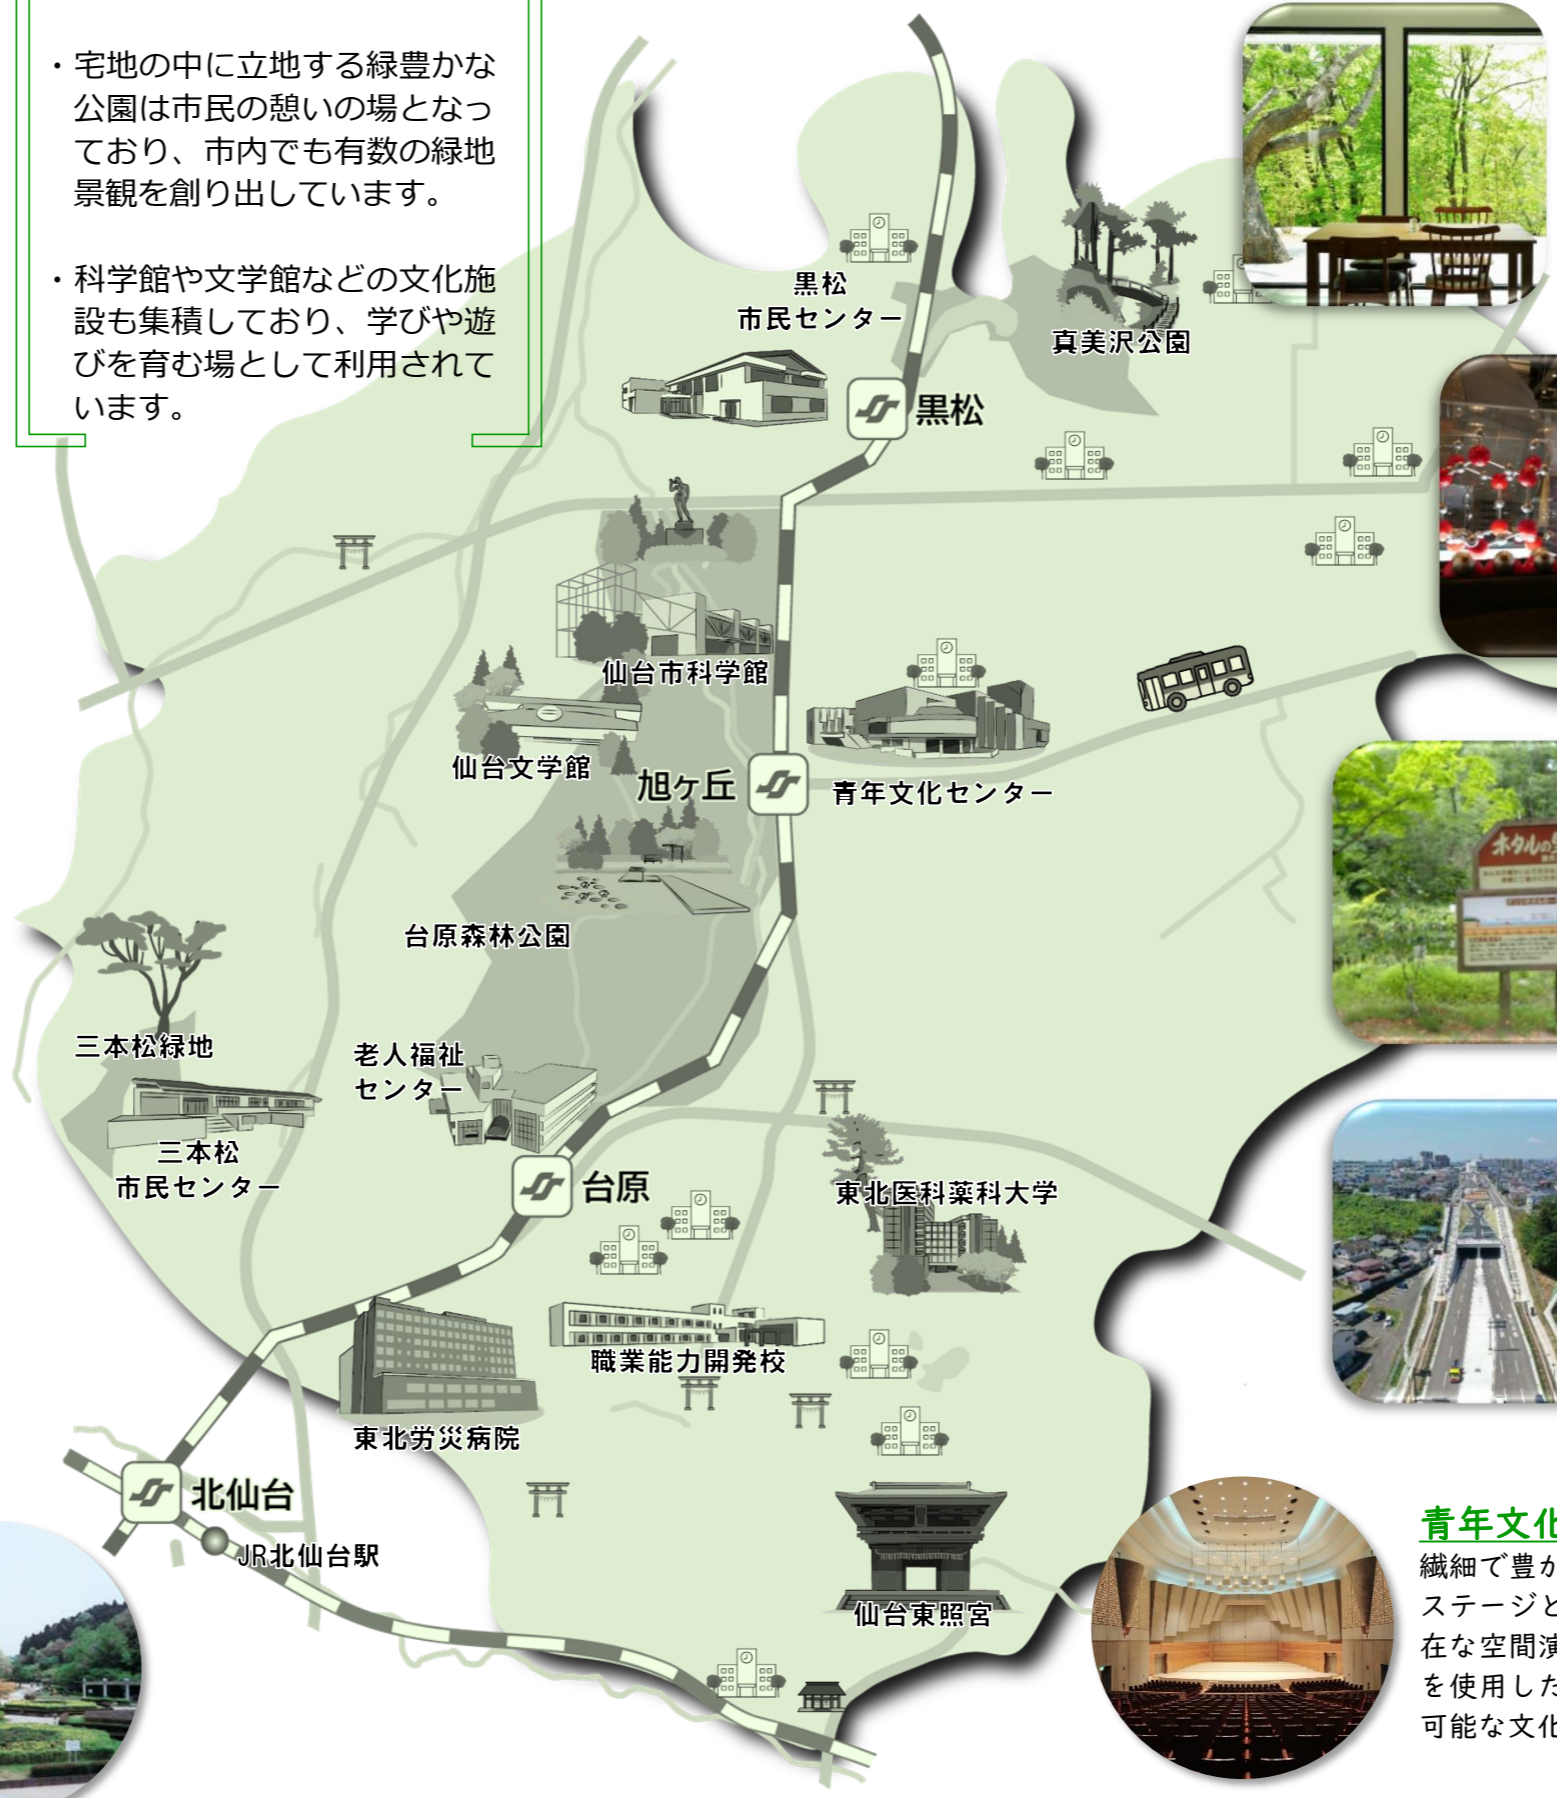 ・宅地の中に立地する緑豊かな
公園は市民の憩いの場となっ
ており、市内でも有数の緑地
景観を創り出しています。
・科学館や文学館などの文化施
設も集積しており、学びや遊
びを育む場として利用されて
います。
黒松
市民センター
真美沢公園
黒松
仙台市科学館
仙台文学館
旭ヶ丘
青年文化センター
ホタルの
台原森林公園
三本松緑地
老人福祉
センター
三本松
市民センター
台原
東北医科薬科大学
職業能力開発校
東北労災病院
北仙台
JR北仙台駅
仙台東照宮
青年文化
繊細で豊か
ステージと
在な空間演
を使用した
可能な文化